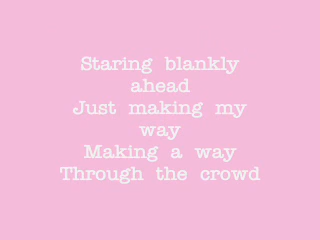 Staring blankly
ahead
Just making my
way
Making a way
Through the crowd